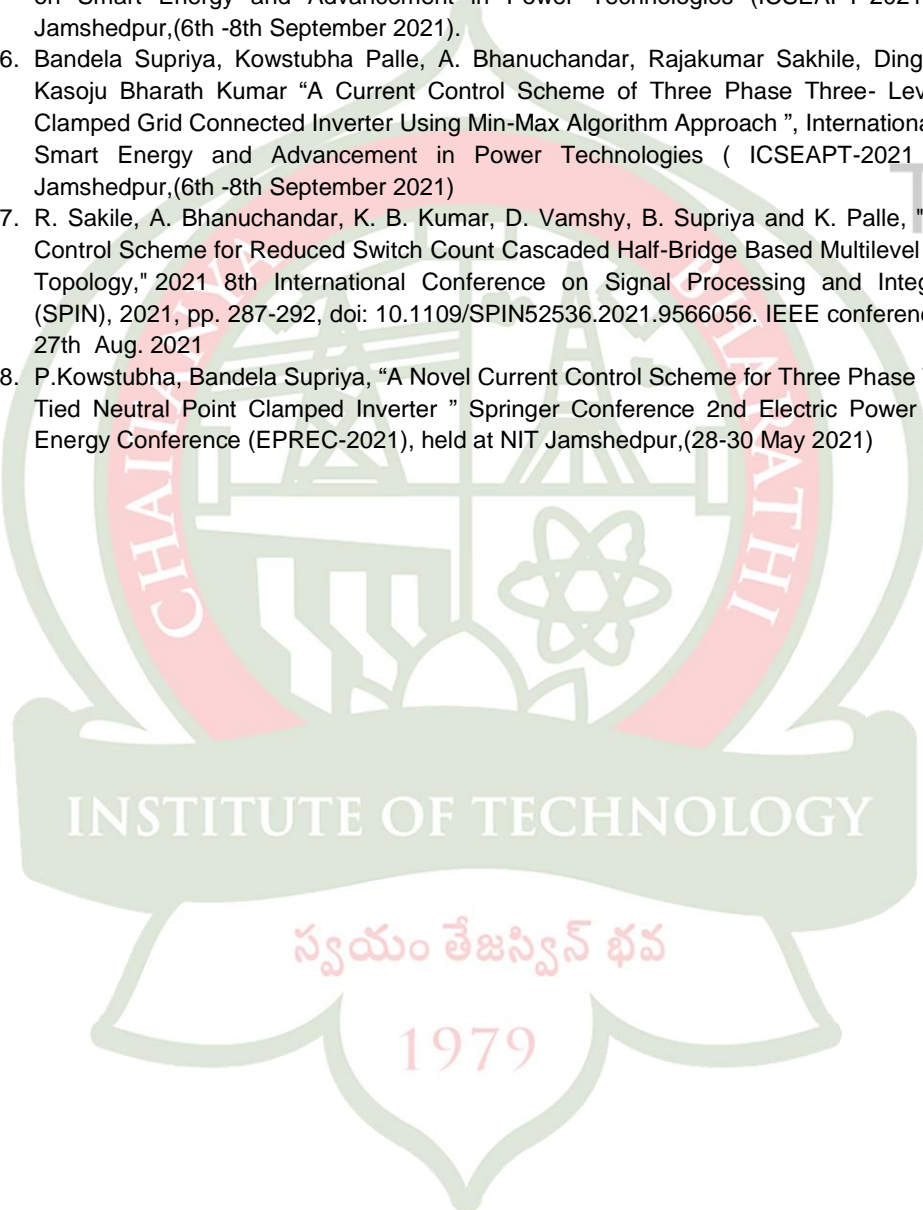 on Smart Energy and Advancement in Power Technologies (ICSEAPT-2021
Jamshedpur,(6th -8th September 2021).
6. Bandela Supriya, Kowstubha Palle, A. Bhanuchandar, Rajakumar Sakhile, Ding
Kasoju Bharath Kumar “A Current Control Scheme of Three Phase Three- Lev
Clamped Grid Connected Inverter Using Min-Max Algorithm Approach ”, Internationa
Smart Energy and Advancement in Power Technologies ( ICSEAPT-2021
Jamshedpur,(6th -8th September 2021)
7. R. Sakile, A. Bhanuchandar, K. B. Kumar, D. Vamshy, B. Supriya and K. Palle, "
Control Scheme for Reduced Switch Count Cascaded Half-Bridge Based Multilevel
Topology," 2021 8th International Conference on Signal Processing and Integ
(SPIN), 2021, pp. 287-292, doi: 10.1109/SPIN52536.2021.9566056. IEEE conferenc
27th Aug. 2021
8. P.Kowstubha, Bandela Supriya, “A Novel Current Control Scheme for Three Phase
Tied Neutral Point Clamped Inverter ” Springer Conference 2nd Electric Power
Energy Conference (EPREC-2021), held at NIT Jamshedpur,(28-30 May 2021)
CHAITANYA BHARATHI
INSTITUTE OF TECHNOLOGY
స్వయం తేజస్విన్ భవ
1979